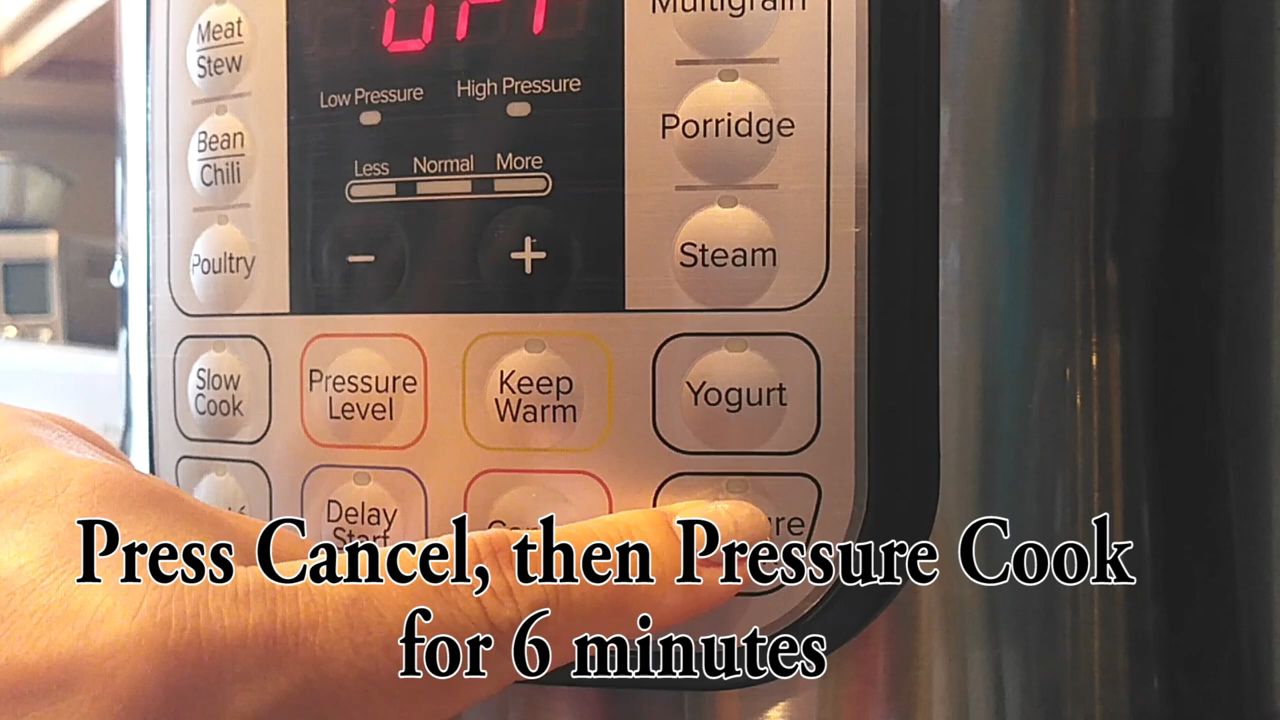 Meat
Stew
Bean
Chili
Poultry
OFF
Low Pressure
High Pressure
Less
Normal
More
−
+
Multigrain
Porridge
Steam
Slow
Cook
Pressure
Level
Keep
Warm
Yogurt
Delay
Start
Press Cancel, then Pressure Cook
for 6 minutes